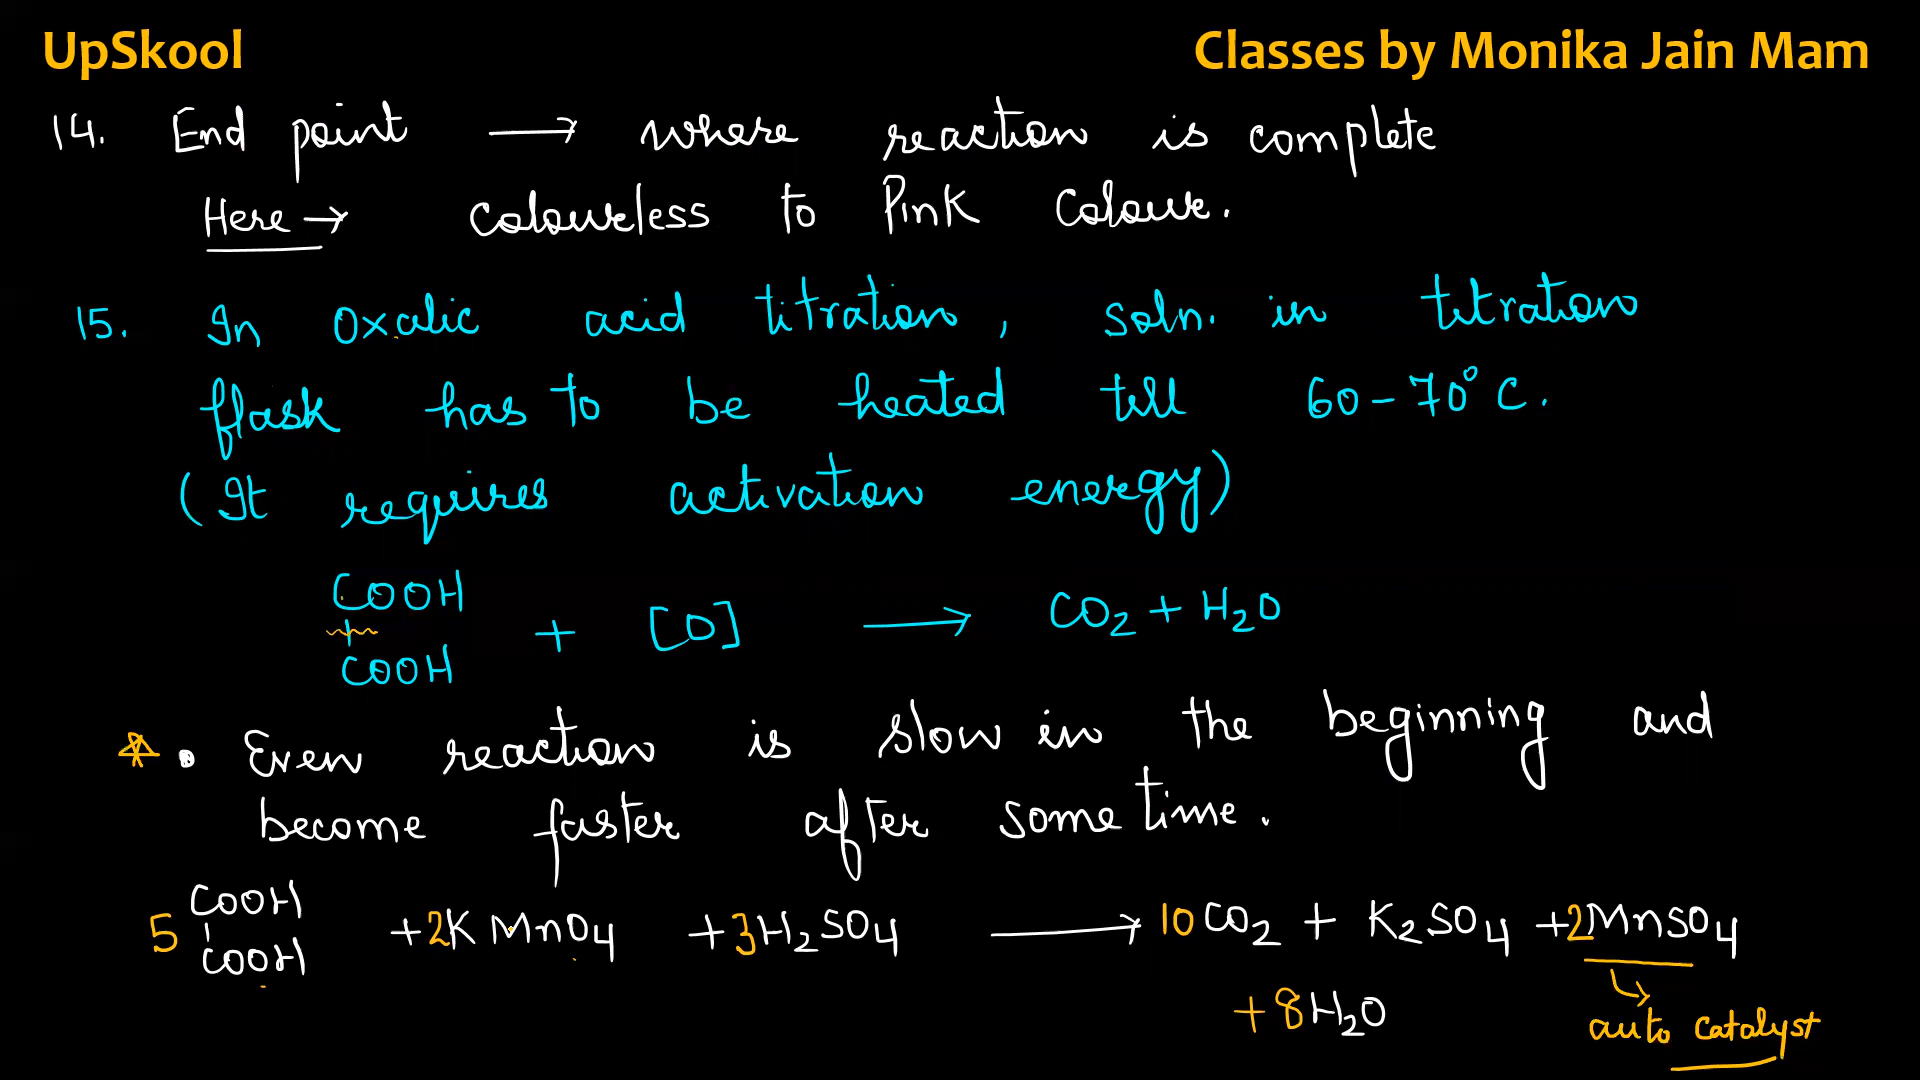 UpSkool
Classes by Monika Jain Mam
14. End point → where reaction is complete
Here → colourless to Pink Colour.
15. In oxalic acid titration, soln. in titration
flask has to be heated till 60-70°C.
(It requires activation energy)
COOH
COOH
+ [O] → CO₂ + H₂O
• Even reaction is slow in the beginning and
become faster after some time.
5 COOH
COOH
+2KMnO₄ +3H₂SO₄ → 10CO₂ + K₂SO₄ +2MnSO₄
+8H₂O
auto catalyst